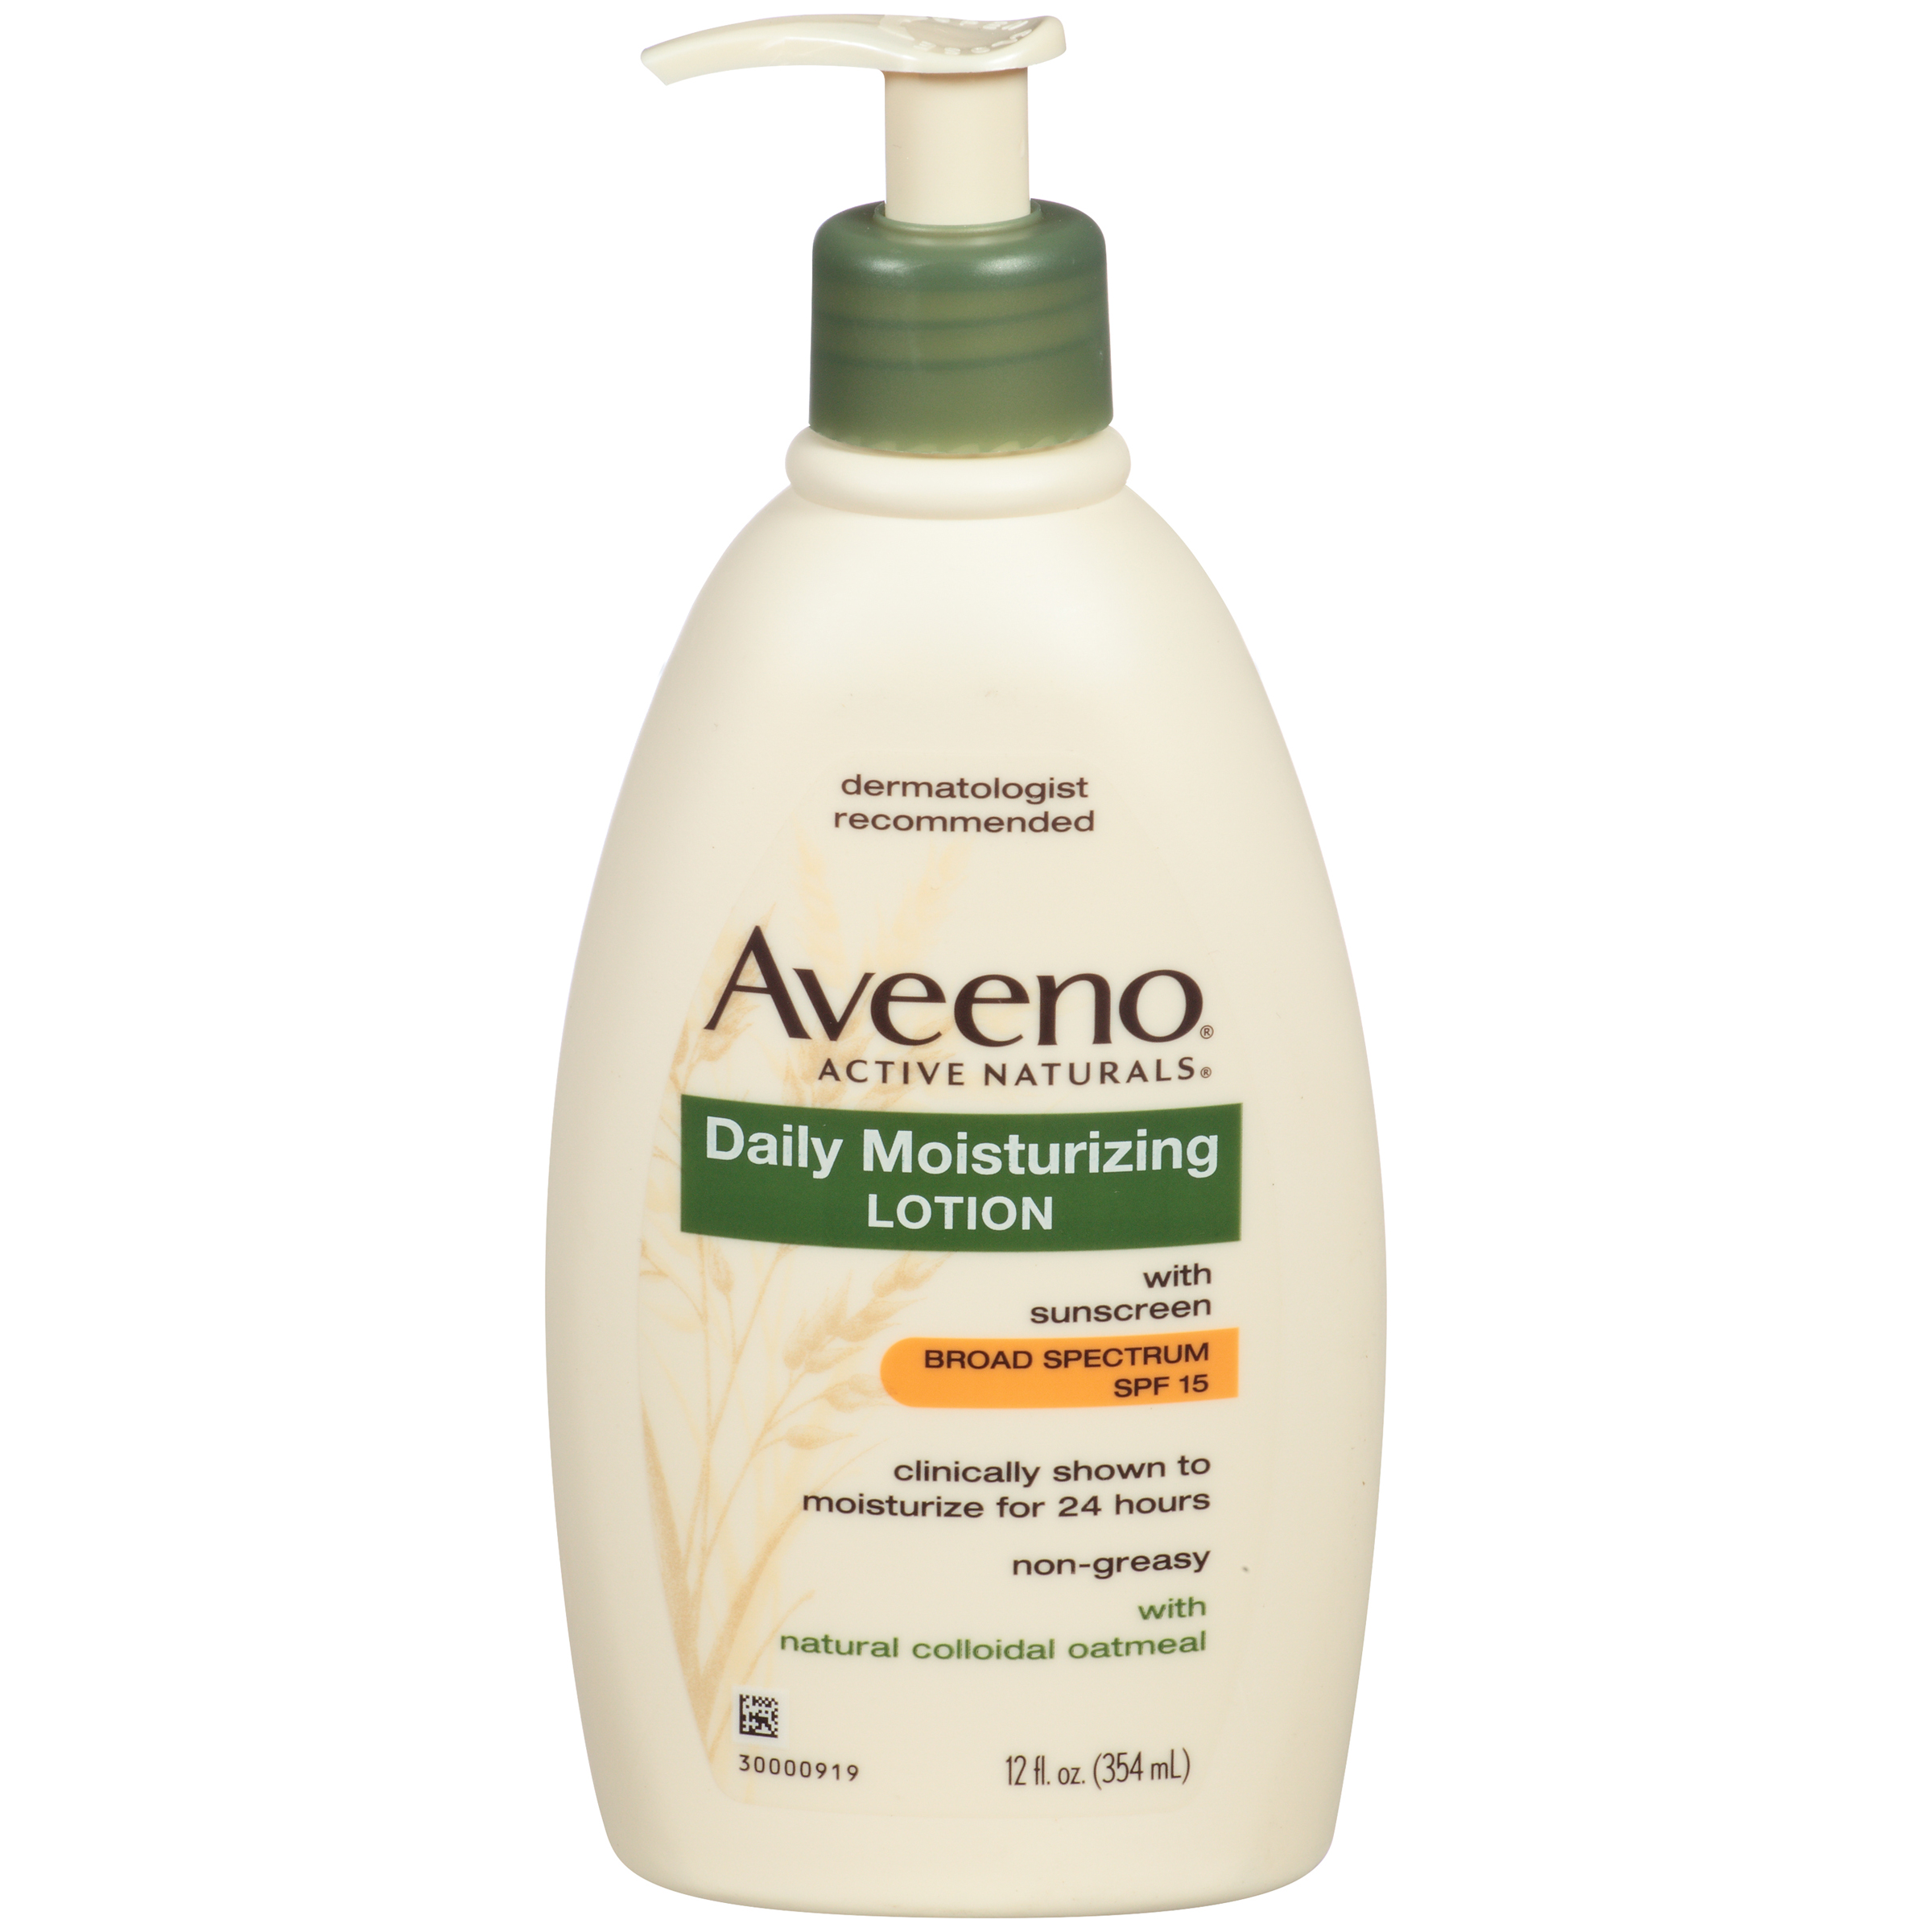 dermatologist
recommended
Aveeno®
ACTIVE NATURALS®
Daily Moisturizing
LOTION
with
sunscreen
BROAD SPECTRUM
SPF 15
clinically shown to
moisturize for 24 hours
non-greasy
with
natural colloidal oatmeal
30000919
12 fl. oz. (354 mL)